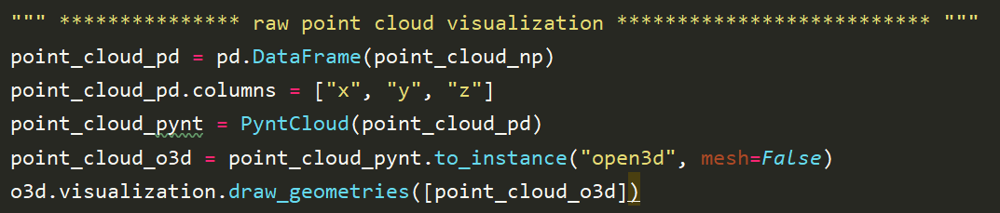 """ *************** raw point cloud visualization ************************** """
point_cloud_pd = pd.DataFrame(point_cloud_np)
point_cloud_pd.columns = ["x", "y", "z"]
point_cloud_pynt = PyntCloud(point_cloud_pd)
point_cloud_o3d = point_cloud_pynt.to_instance("open3d", mesh=False)
o3d.visualization.draw_geometries([point_cloud_o3d])